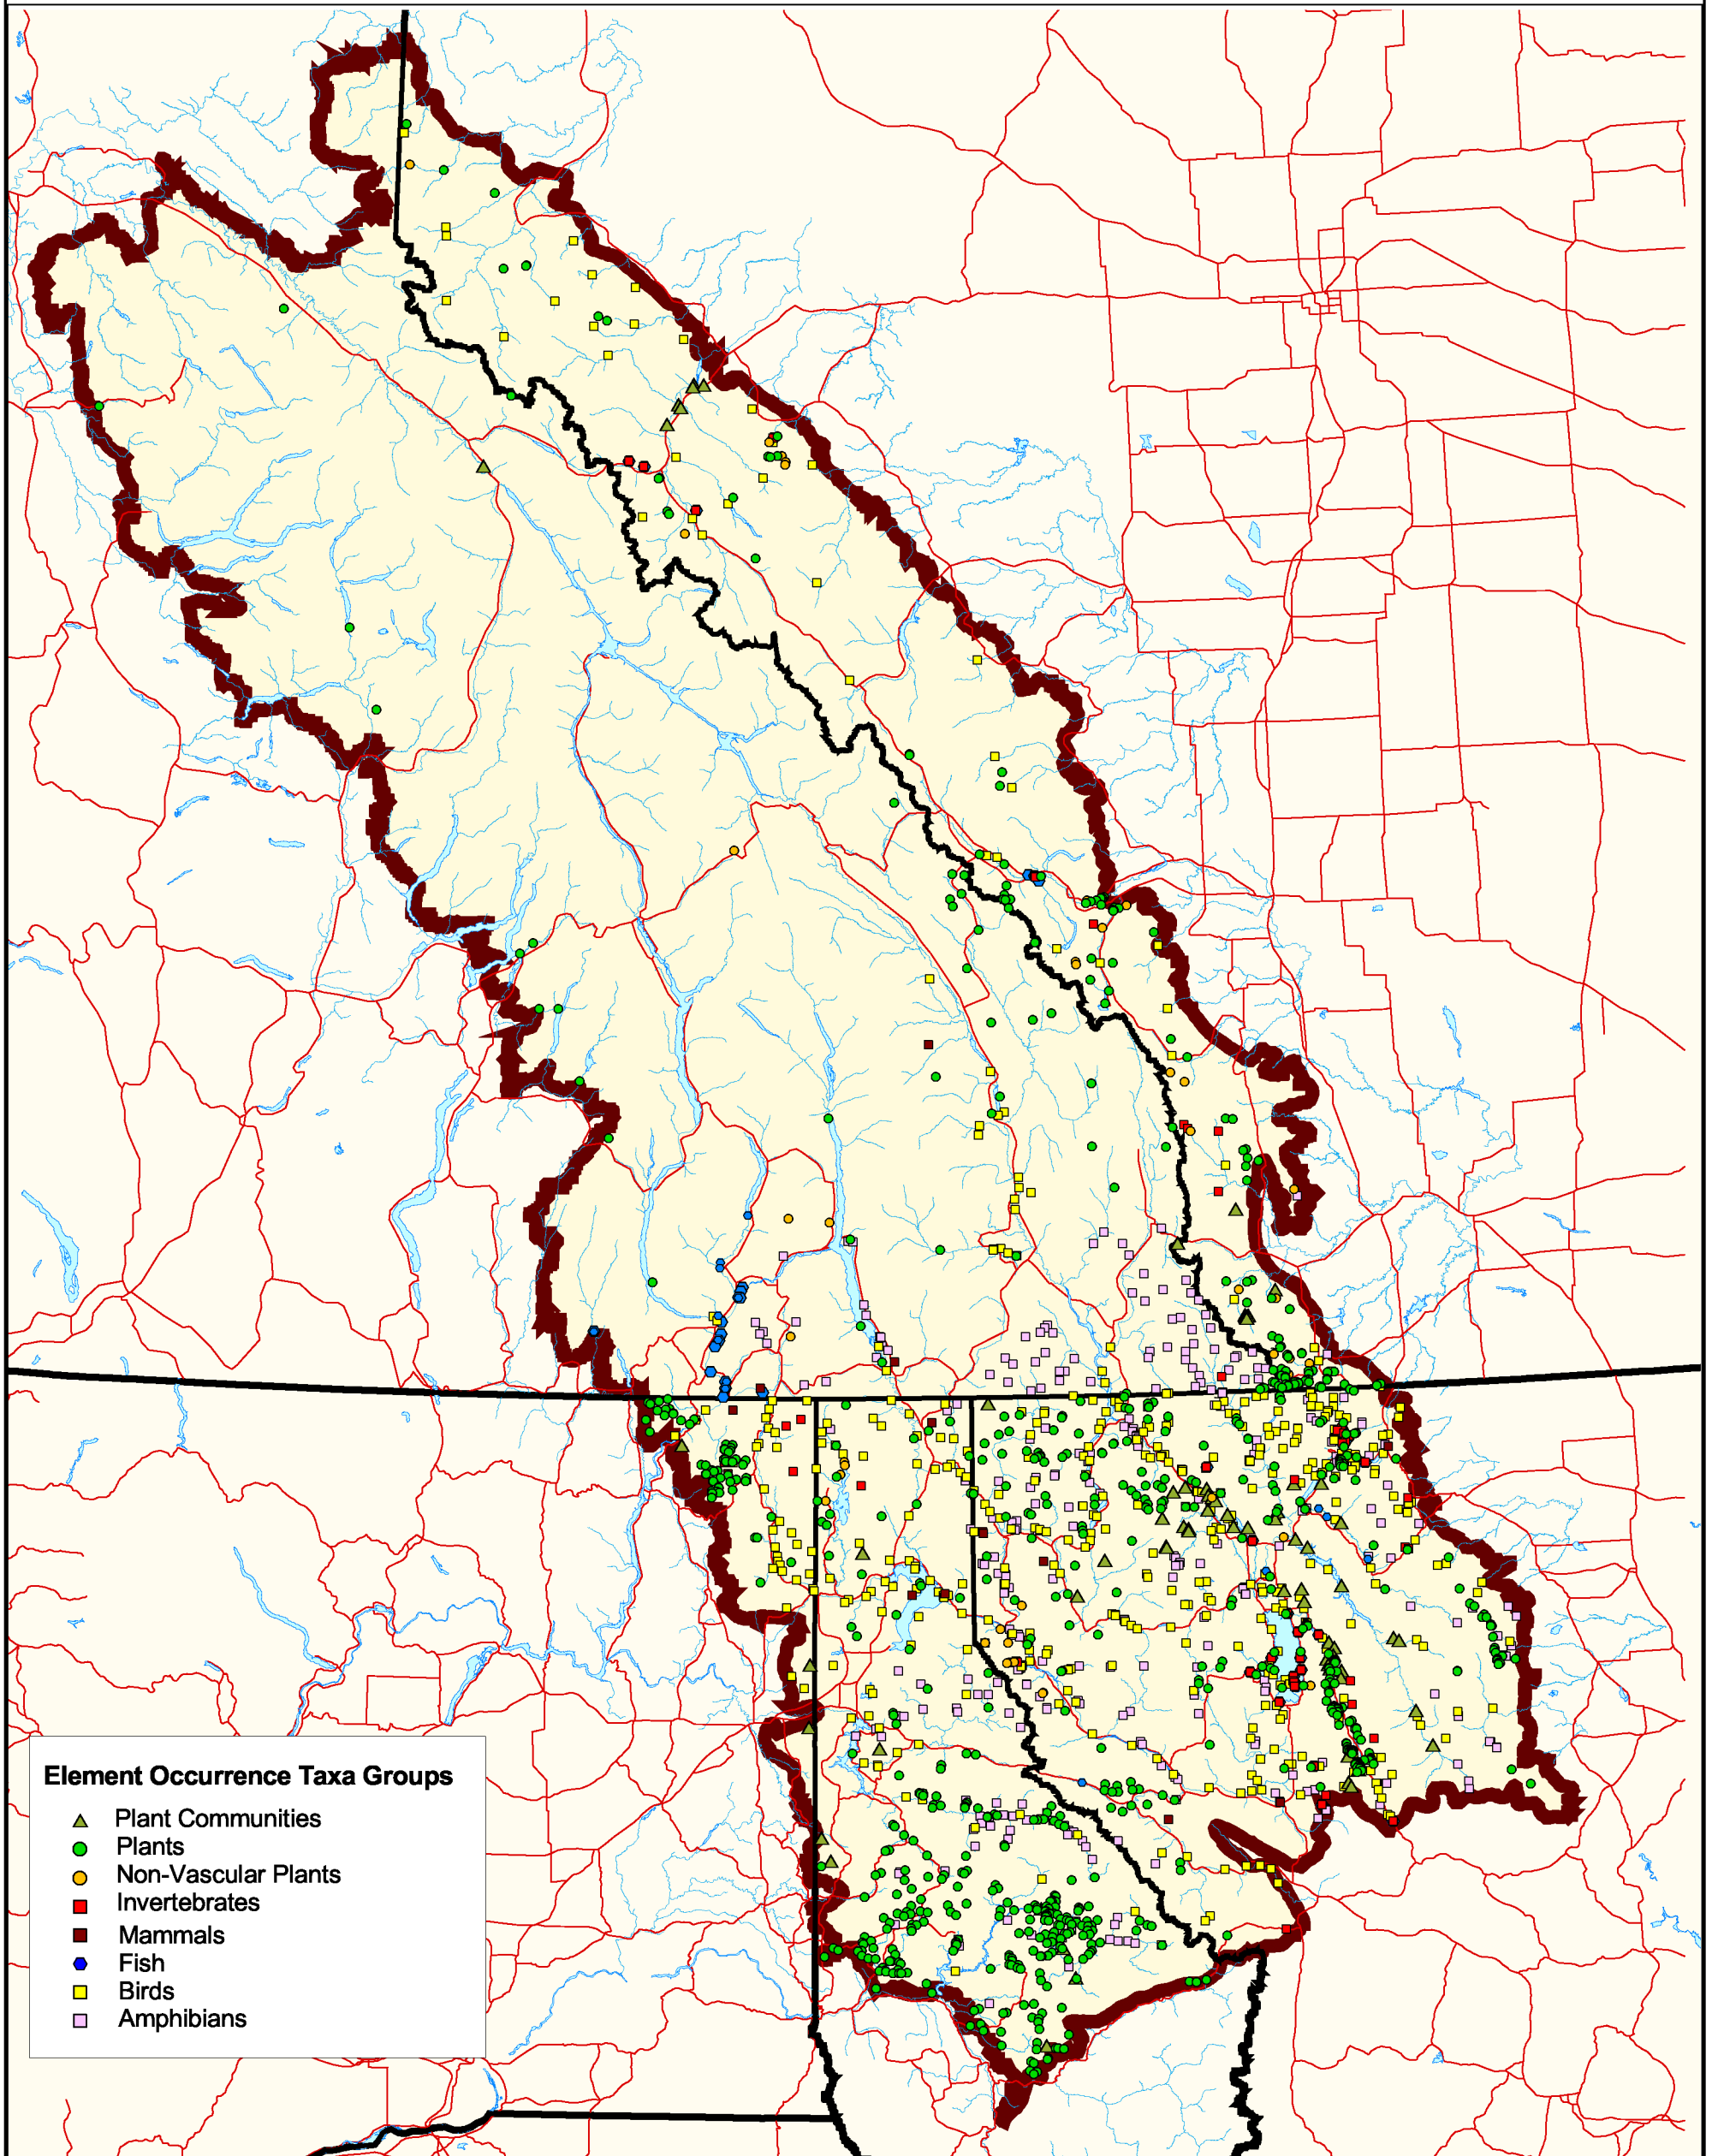 Element Occurrence Taxa Groups
Plant Communities
Plants
Non-Vascular Plants
Invertebrates
Mammals
Fish
Birds
Amphibians